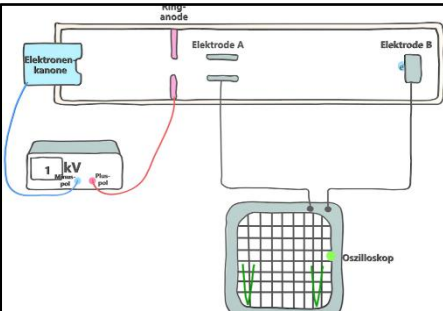 Ring-
anode
Elektrode A
Elektrode B
Elektronen-
kanone
1
kV
Minus-
pol
Plus-
pol
Oszilloskop